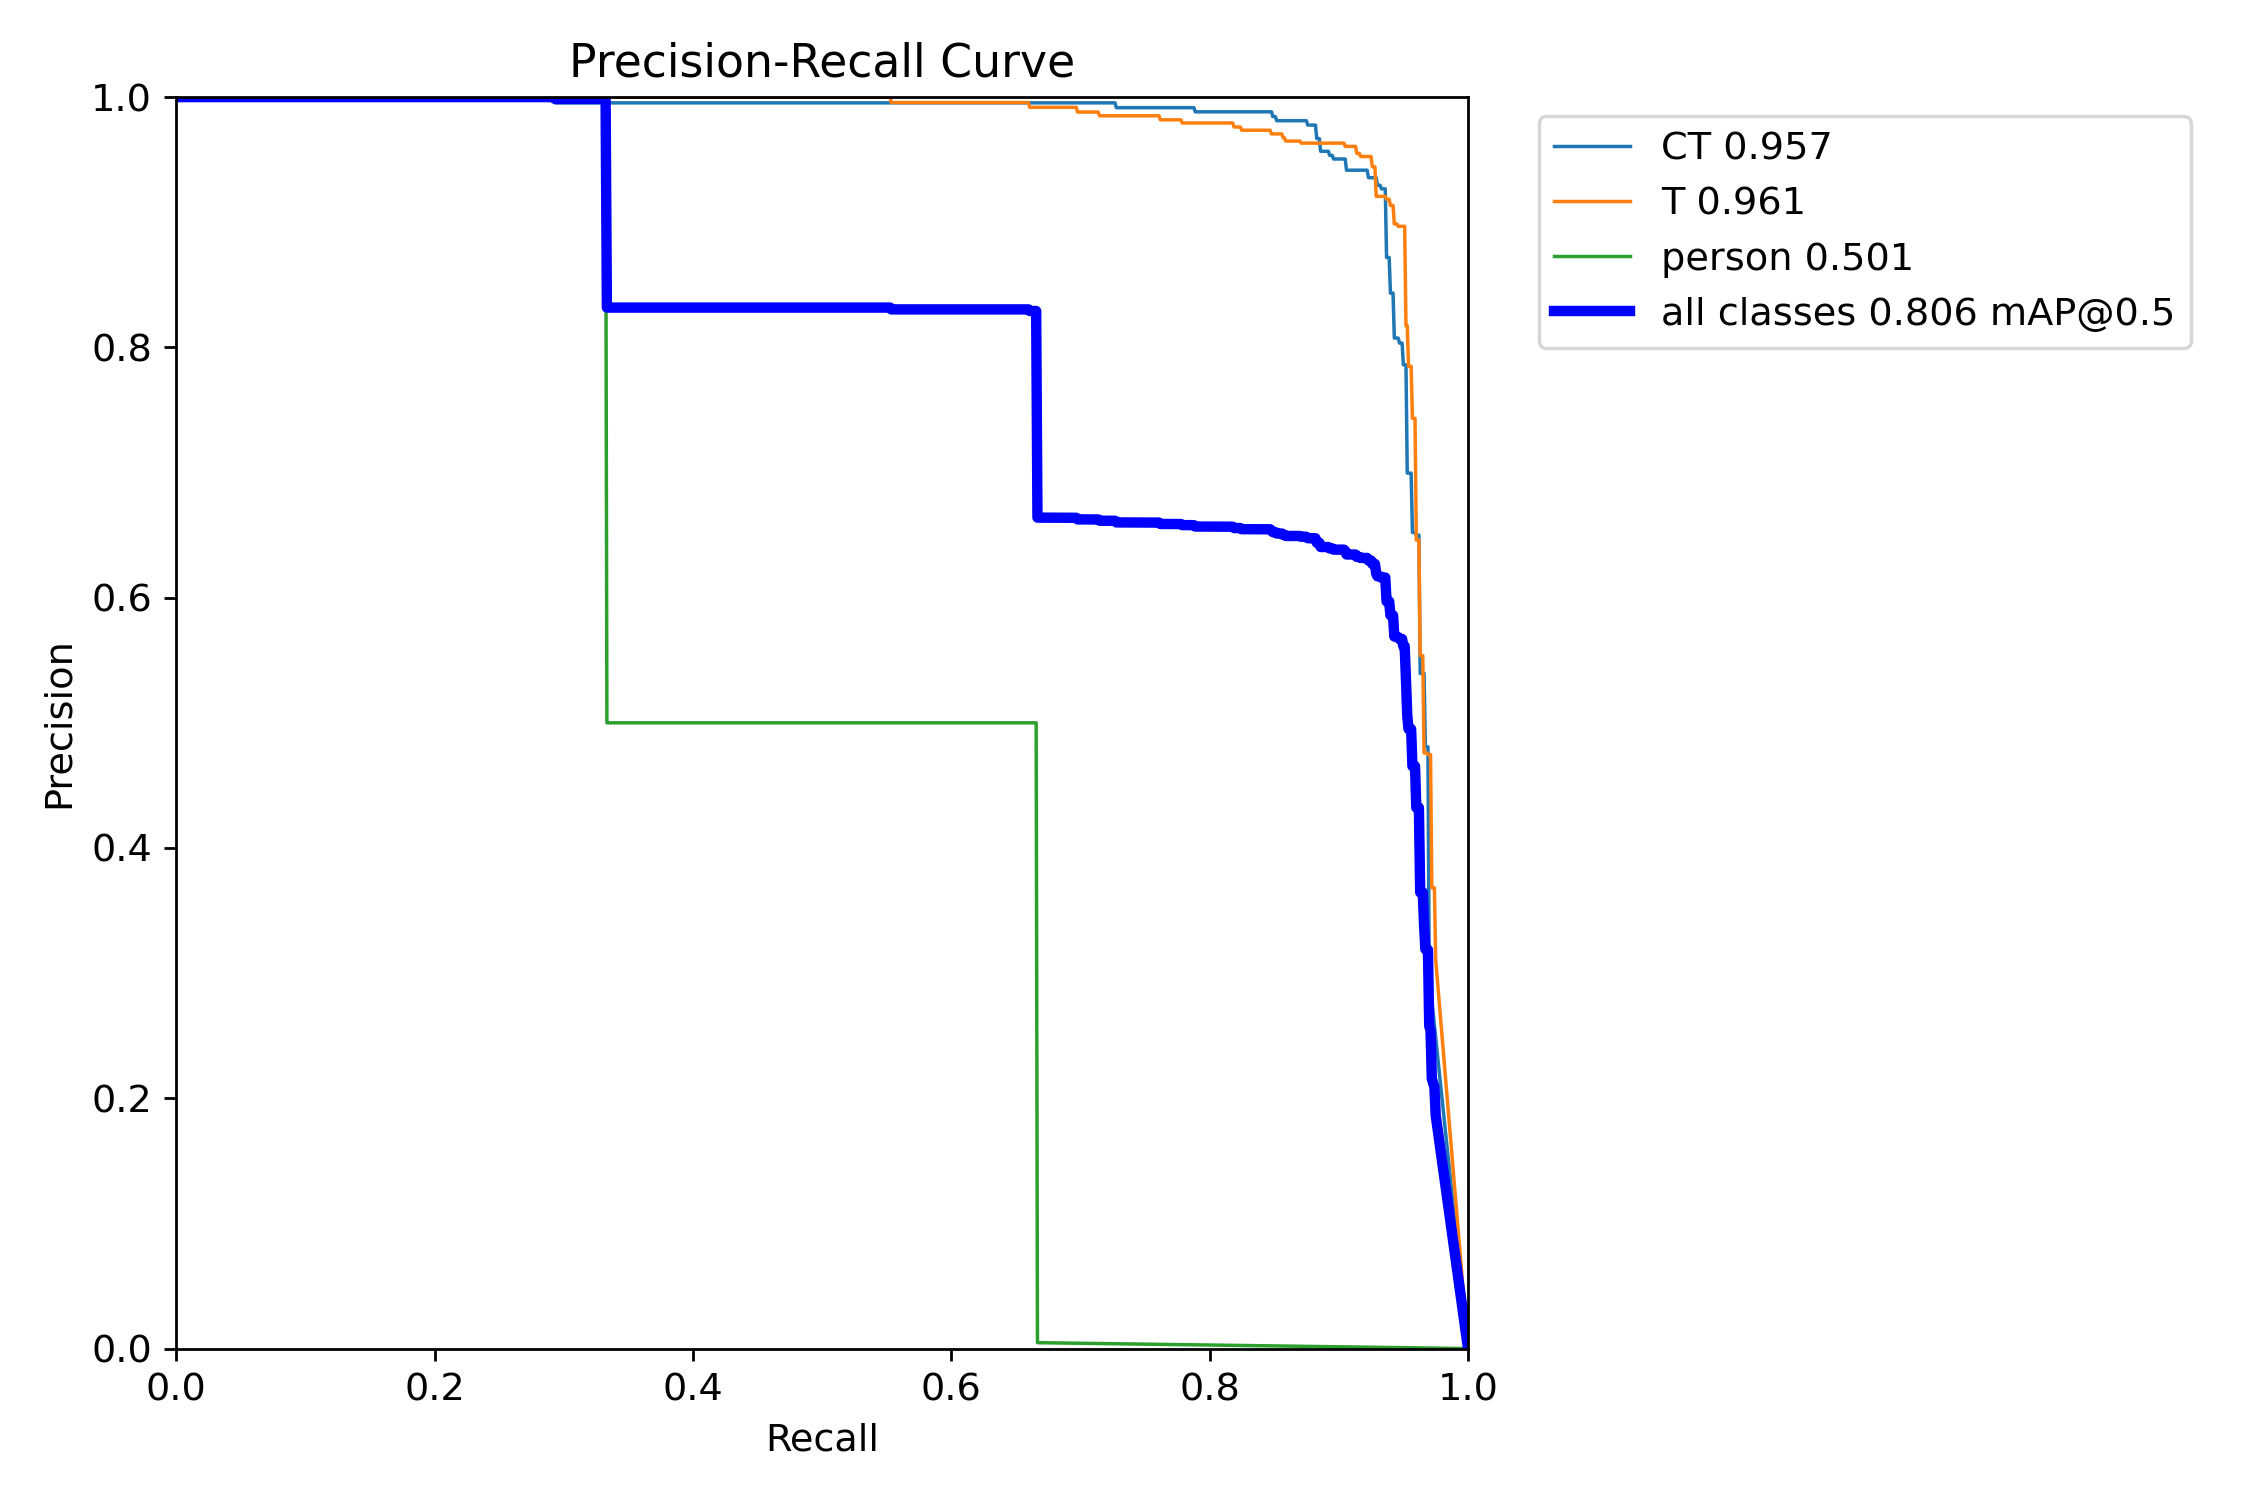 Precision-Recall Curve
1.0
0.8
0.6
0.4
0.2
0.0
Precision
0.0 0.2 0.4 0.6 0.8 1.0
Recall
CT 0.957
T 0.961
person 0.501
all classes 0.806 mAP@0.5